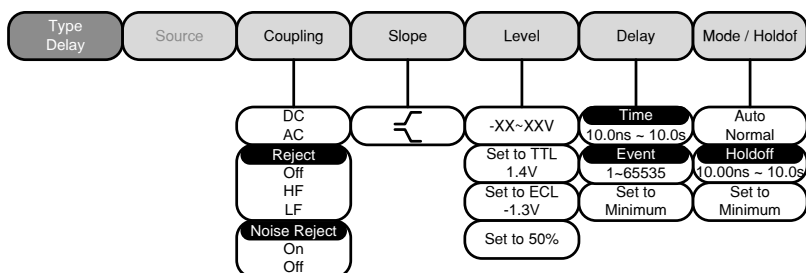 Type
Delay
Source
Coupling
Slope
Level
Delay
Mode / Holdof
DC
AC
Reject
Off
HF
LF
Noise Reject
On
Off
-XX~XXV
Set to TTL
1.4V
Set to ECL
-1.3V
Set to 50%
Time
10.0ns ~ 10.0s
Event
1~65535
Set to
Minimum
Auto
Normal
Holdoff
10.00ns ~ 10.0s
Set to
Minimum